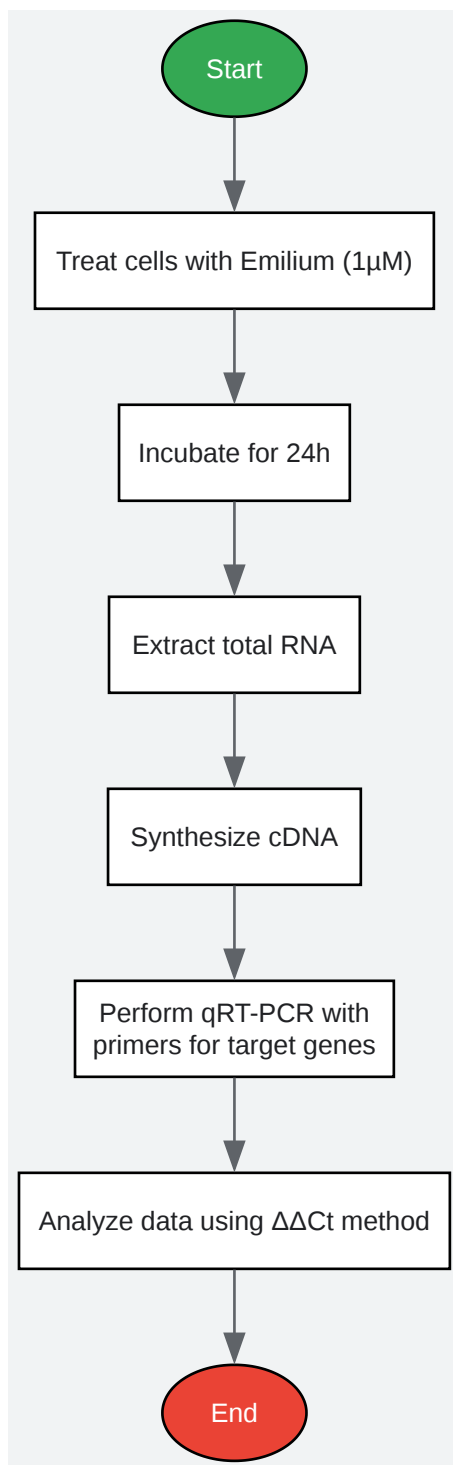 Start
Treat cells with Emilium (1µM)
Incubate for 24h
Extract total RNA
Synthesize cDNA
Perform qRT-PCR with
primers for target genes
Analyze data using ΔΔCt method
End